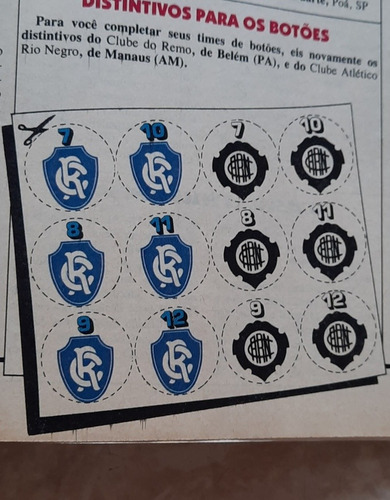 Poá, SP
DISTINTIVOS PARA OS BOTÕES
Para você completar seus times de botões, eis novamente os
distintivos do Clube do Remo, de Belém (PA), e do Clube Atlético
Rio Negro, de Manaus (AM).
7 10 7 10
8 11 8 11
9 12 9 12